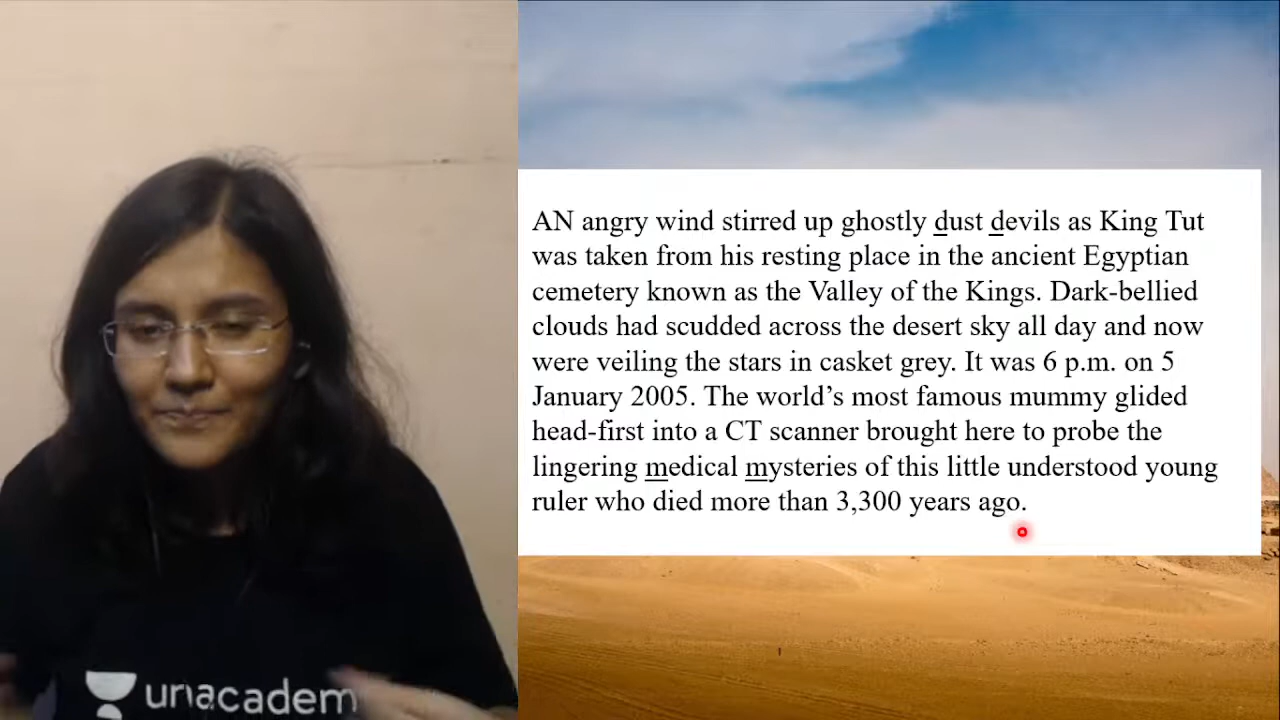 AN angry wind stirred up ghostly dust devils as King Tut
was taken from his resting place in the ancient Egyptian
cemetery known as the Valley of the Kings. Dark-bellied
clouds had scudded across the desert sky all day and now
were veiling the stars in casket grey. It was 6 p.m. on 5
January 2005. The world’s most famous mummy glided
head-first into a CT scanner brought here to probe the
lingering medical mysteries of this little understood young
ruler who died more than 3,300 years ago.
unacadem